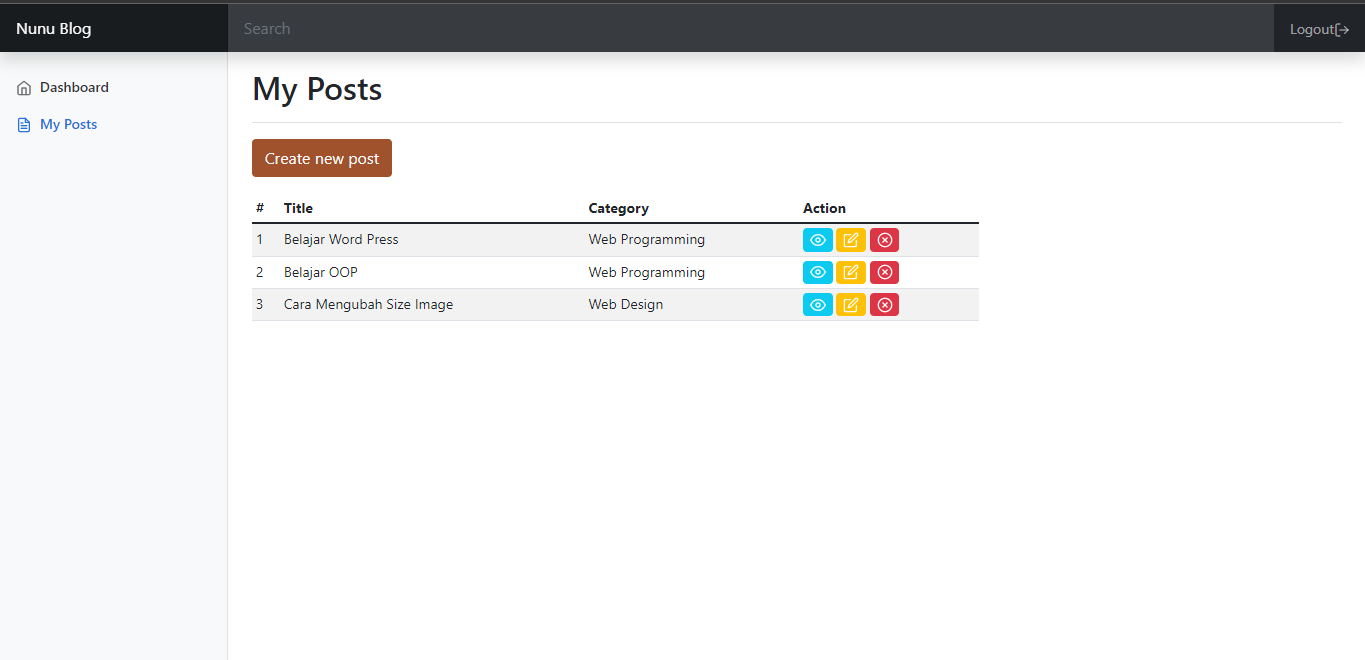 Nunu Blog Search Logout
Dashboard
My Posts
My Posts
Create new post
# Title Category Action
1 Belajar Word Press Web Programming
2 Belajar OOP Web Programming
3 Cara Mengubah Size Image Web Design